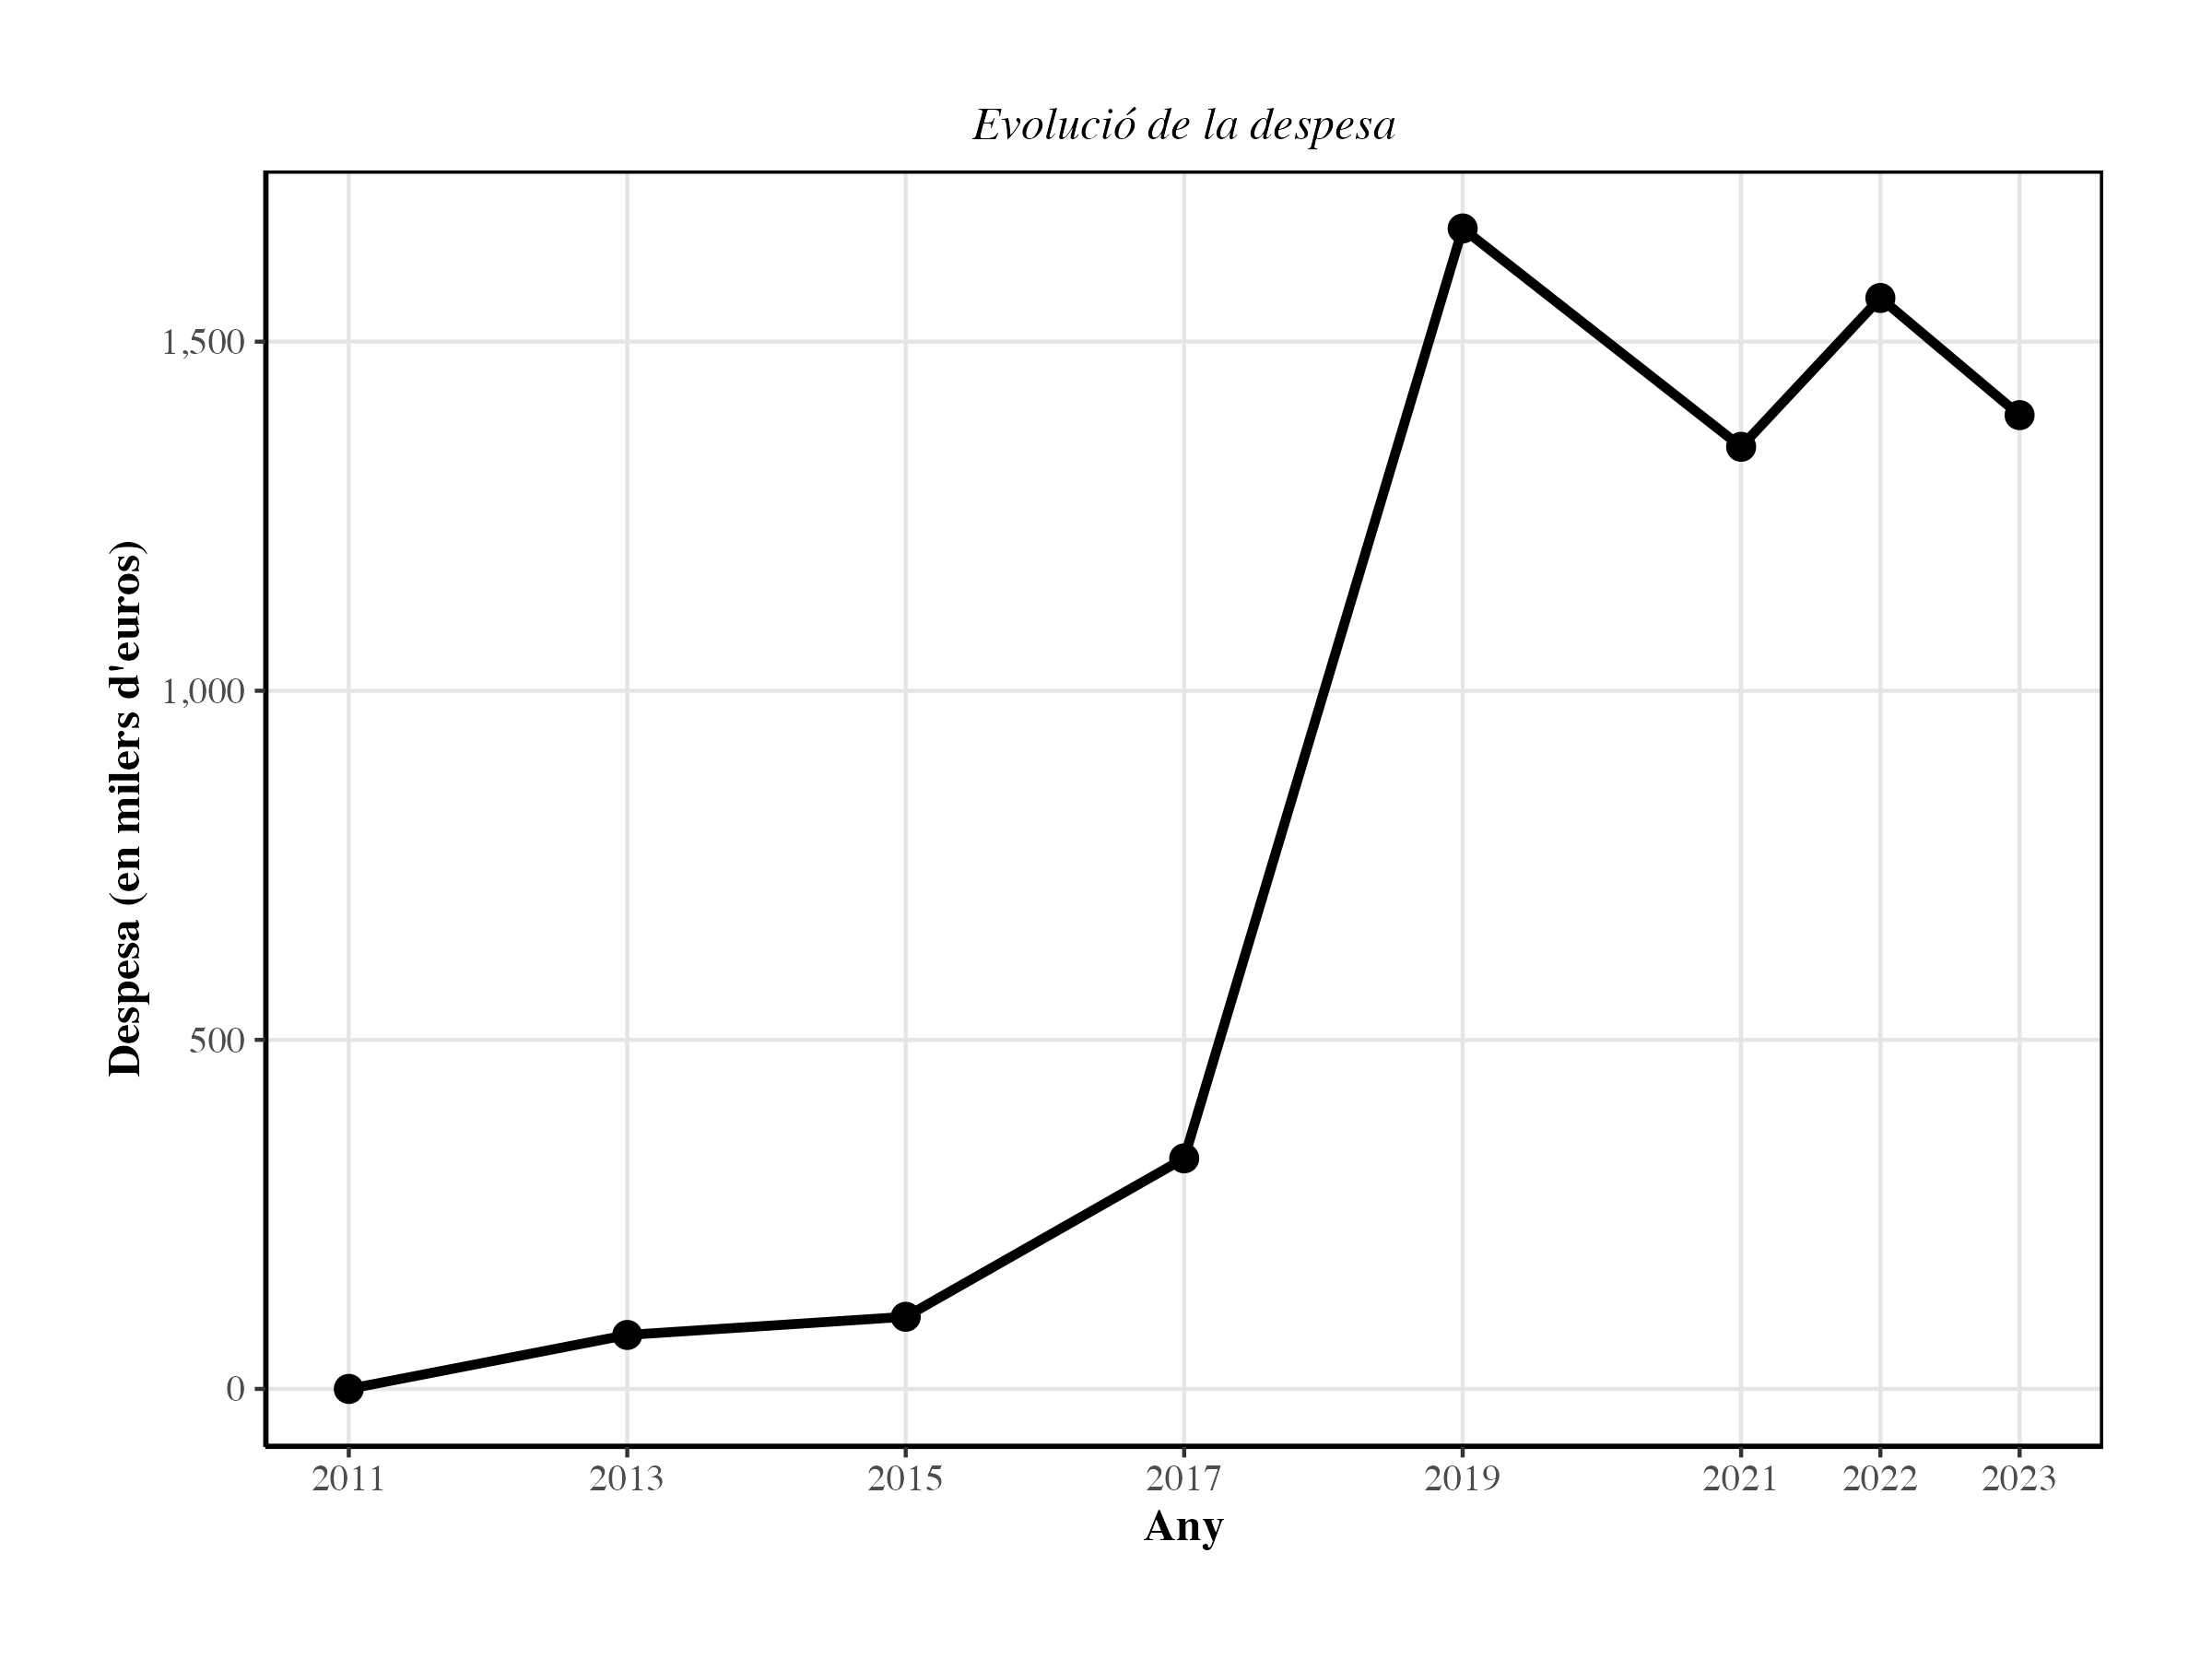 Evolució de la despesa
Despesa (en milers d'euros)
1,500
1,000
500
0
2011 2013 2015 2017 2019 2021 2022 2023
Any